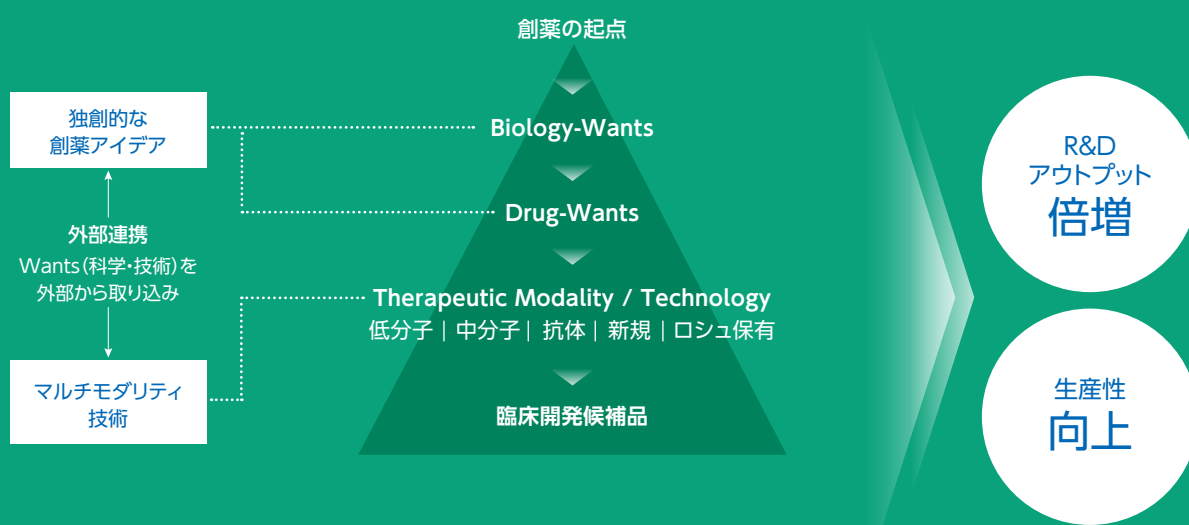 創薬の起点
独創的な
創薬アイデア
Biology-Wants
Drug-Wants
外部連携
Wants（科学・技術）を
外部から取り込み
Therapeutic Modality / Technology
低分子｜中分子｜抗体｜新規｜ロシュ保有
マルチモダリティ
技術
臨床開発候補品
R&D
アウトプット
倍増
生産性
向上